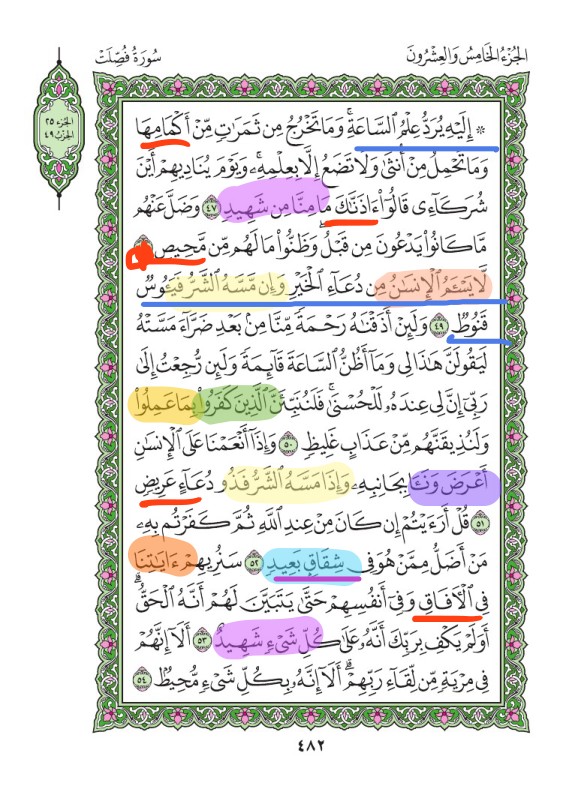 الجُزْءُ الخَامِسُ وَالعِشْرُونَ
سُورَةُ فُصِّلَتْ
الجزء ٢٥
الحزب ٤٩
۞ إِلَيْهِ يُرَدُّ عِلْمُ ٱلسَّاعَةِۚ وَمَا تَخْرُجُ مِن ثَمَرَٰتٍ مِّنْ أَكْمَامِهَا
وَمَا تَحْمِلُ مِنْ أُنثَىٰ وَلَا تَضَعُ إِلَّا بِعِلْمِهِۦۚ وَيَوْمَ يُنَادِيهِمْ أَيْنَ
شُرَكَآءِى قَالُوٓا۟ ءَاذَنَّٰكَ مَا مِنَّا مِن شَهِيدٍ ٤٧ وَضَلَّ عَنْهُم
مَّا كَانُوا۟ يَدْعُونَ مِن قَبْلُۖ وَظَنُّوا۟ مَا لَهُم مِّن مَّحِيصٍ
لَّا يَسْـَٔمُ ٱلْإِنسَٰنُ مِن دُعَآءِ ٱلْخَيْرِ وَإِن مَّسَّهُ ٱلشَّرُّ فَيَـُٔوسٌ
قَنُوطٌ ٤٩ وَلَئِنْ أَذَقْنَٰهُ رَحْمَةً مِّنَّا مِنۢ بَعْدِ ضَرَّآءَ مَسَّتْهُ
لَيَقُولَنَّ هَٰذَا لِى وَمَآ أَظُنُّ ٱلسَّاعَةَ قَآئِمَةً وَلَئِن رُّجِعْتُ إِلَىٰ
رَبِّىٓ إِنَّ لِى عِندَهُۥ لَلْحُسْنَىٰۚ فَلَنُنَبِّئَنَّ ٱلَّذِينَ كَفَرُوا۟ بِمَا عَمِلُوا۟
وَلَنُذِيقَنَّهُم مِّنْ عَذَابٍ غَلِيظٍ ٥٠ وَإِذَآ أَنْعَمْنَا عَلَى ٱلْإِنسَٰنِ
أَعْرَضَ وَنَـَٔا بِجَانِبِهِۦ وَإِذَا مَسَّهُ ٱلشَّرُّ فَذُو دُعَآءٍ عَرِيضٍ
٥١ قُلْ أَرَءَيْتُمْ إِن كَانَ مِنْ عِندِ ٱللَّهِ ثُمَّ كَفَرْتُم بِهِۦ
مَنْ أَضَلُّ مِمَّنْ هُوَ فِى شِقَاقٍۭ بَعِيدٍ ٥٢ سَنُرِيهِمْ ءَايَٰتِنَا
فِى ٱلْـَٔافَاقِ وَفِىٓ أَنفُسِهِمْ حَتَّىٰ يَتَبَيَّنَ لَهُمْ أَنَّهُ ٱلْحَقُّۗ
أَوَلَمْ يَكْفِ بِرَبِّكَ أَنَّهُۥ عَلَىٰ كُلِّ شَىْءٍ شَهِيدٌ ٥٣ أَلَآ إِنَّهُمْ
فِى مِرْيَةٍ مِّن لِّقَآءِ رَبِّهِمْۗ أَلَآ إِنَّهُۥ بِكُلِّ شَىْءٍ مُّحِيطٌۢ ٥٤
٤٨٢